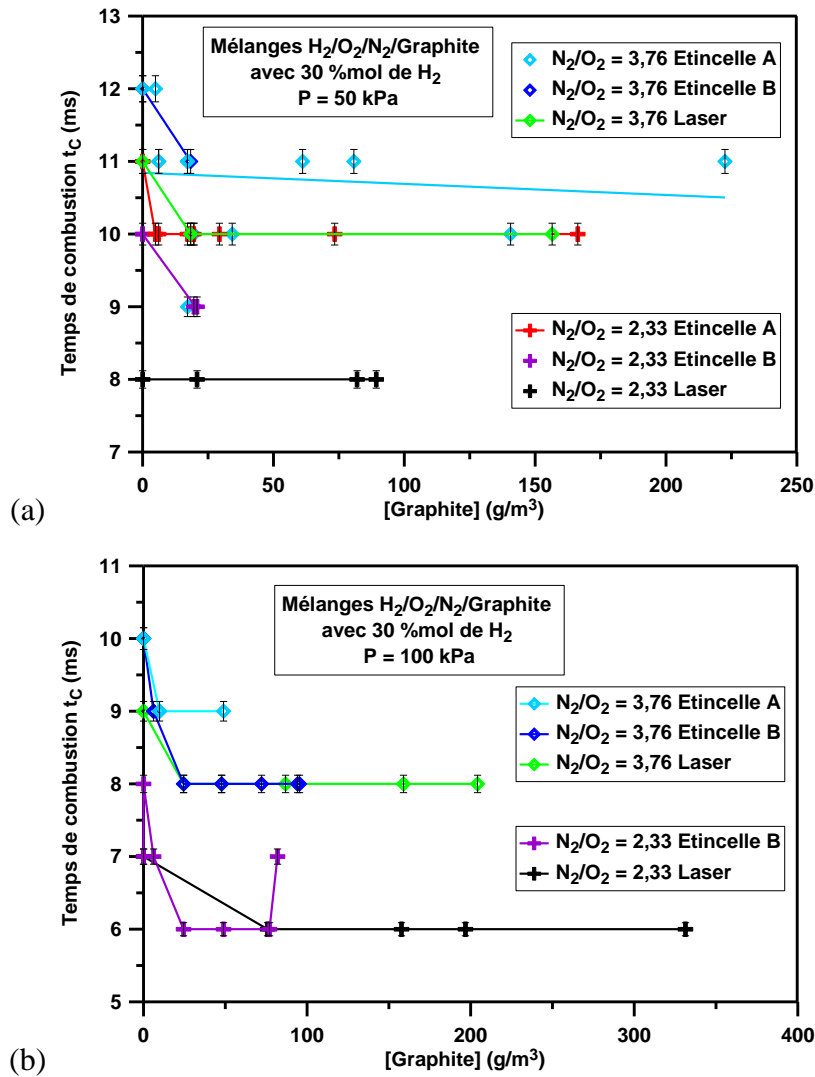 13
12
11
10
9
8
7
Temps de combustion t_C (ms)
Mélanges H₂/O₂/N₂/Graphite
avec 30 %mol de H₂
P = 50 kPa
N₂/O₂ = 3,76 Etincelle A
N₂/O₂ = 3,76 Etincelle B
N₂/O₂ = 3,76 Laser
N₂/O₂ = 2,33 Etincelle A
N₂/O₂ = 2,33 Etincelle B
N₂/O₂ = 2,33 Laser
0 50 100 150 200 250
[Graphite] (g/m³)
(a)
11
10
9
8
7
6
5
Temps de combustion t_C (ms)
Mélanges H₂/O₂/N₂/Graphite
avec 30 %mol de H₂
P = 100 kPa
N₂/O₂ = 3,76 Etincelle A
N₂/O₂ = 3,76 Etincelle B
N₂/O₂ = 3,76 Laser
N₂/O₂ = 2,33 Etincelle B
N₂/O₂ = 2,33 Laser
0 100 200 300 400
[Graphite] (g/m³)
(b)